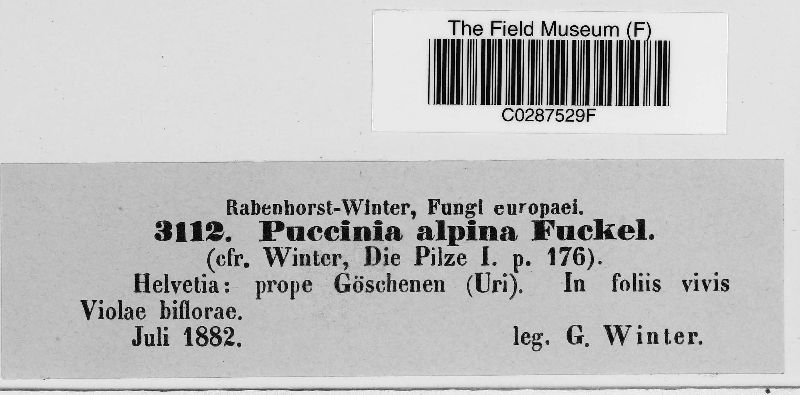 The Field Museum (F)
C0287529F
Rabenhorst-Winter, Fungi europaei.
3112. Puccinia alpina Fuckel.
(cfr. Winter, Die Pilze I. p. 176).
Helvetia: prope Göschenen (Uri). In foliis vivis
Violae biflorae.
Juli 1882. leg. G. Winter.